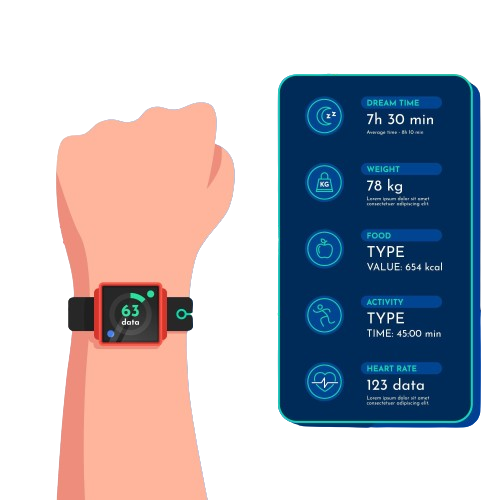 63
data
DREAM TIME
zz
7h 30 min
Average time - 8h 10 min
WEIGHT
KG
78 kg
Lorem ipsum dolor sit amet
consectetuer adipiscing elit
FOOD
TYPE
VALUE: 654 kcal
ACTIVITY
TYPE
TIME: 45:00 min
HEART RATE
123 data
Lorem ipsum dolor sit amet
consectetuer adipiscing elit